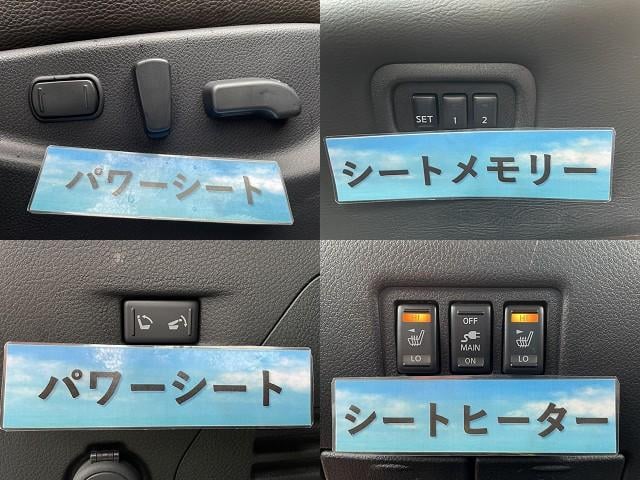 パワーシート
SET 1 2
シートメモリー
パワーシート
HI OFF HI
MAIN
LO ON LO
シートヒーター